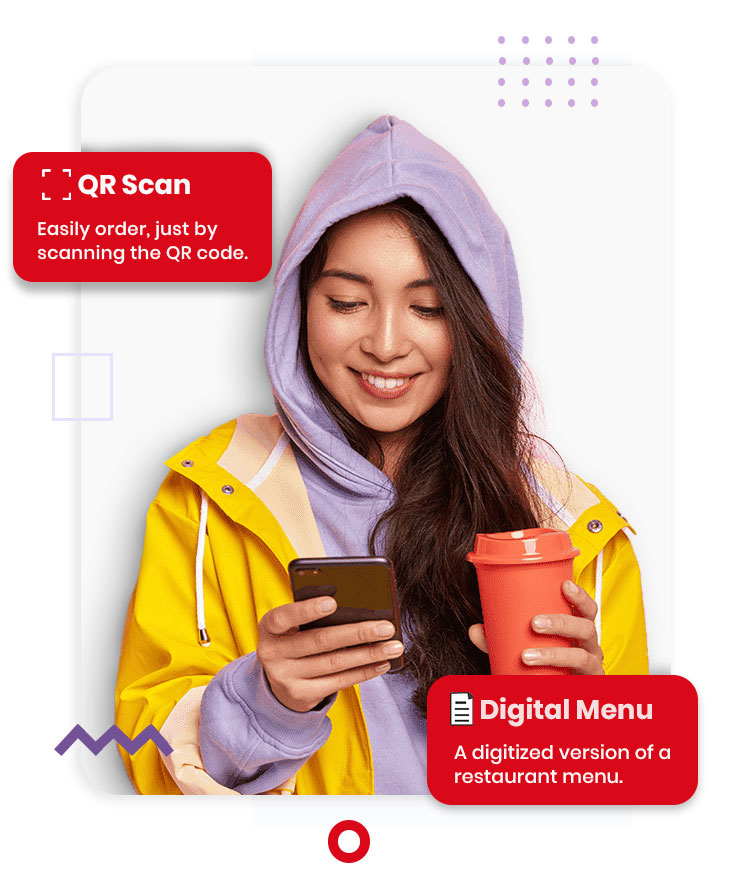 QR Scan
Easily order, just by
scanning the QR code.
Digital Menu
A digitized version of a
restaurant menu.